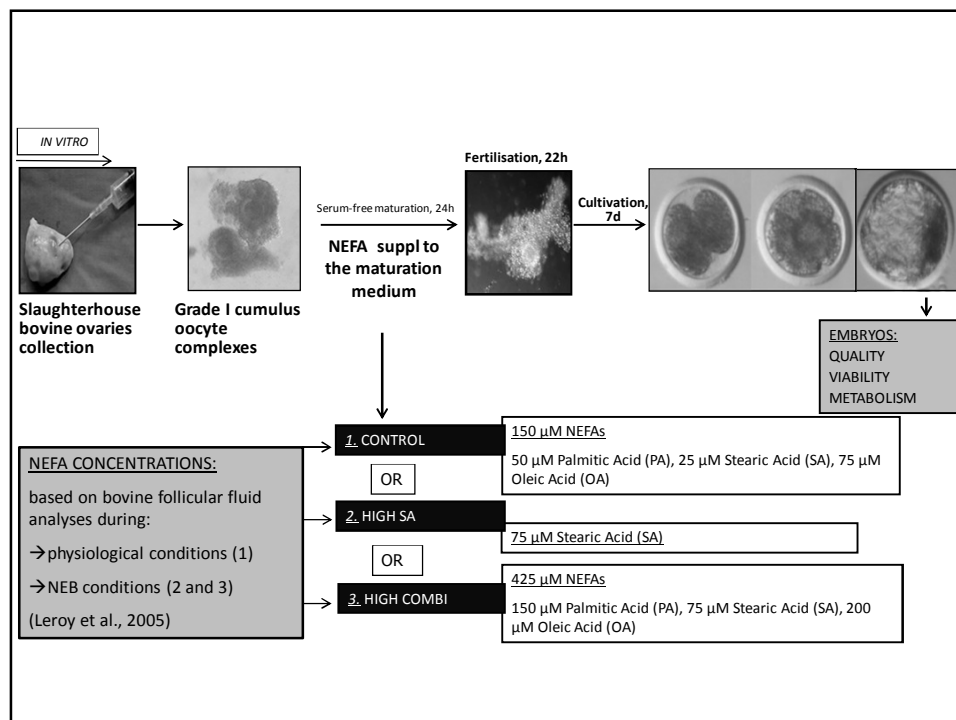 IN VITRO
Slaughterhouse
bovine ovaries
collection
Grade I cumulus
oocyte
complexes
Serum-free maturation, 24h
NEFA suppl to
the maturation
medium
Fertilisation, 22h
Cultivation,
7d
EMBRYOS:
QUALITY
VIABILITY
METABOLISM
NEFA CONCENTRATIONS:
based on bovine follicular fluid
analyses during:
→physiological conditions (1)
→NEB conditions (2 and 3)
(Leroy et al., 2005)
1. CONTROL
150 µM NEFAs
50 µM Palmitic Acid (PA), 25 µM Stearic Acid (SA), 75 µM
Oleic Acid (OA)
OR
2. HIGH SA
75 µM Stearic Acid (SA)
OR
3. HIGH COMBI
425 µM NEFAs
150 µM Palmitic Acid (PA), 75 µM Stearic Acid (SA), 200
µM Oleic Acid (OA)